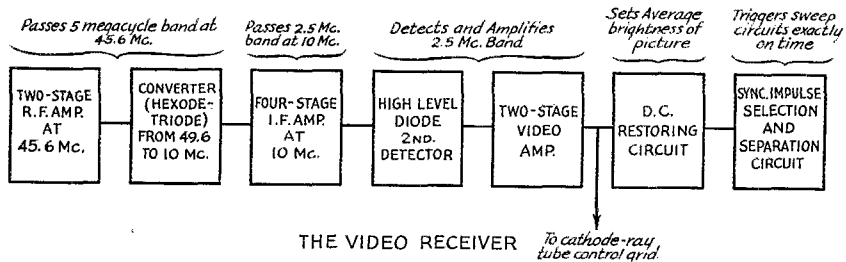 Passes 5 megacycle band at
45.6 Mc.
Passes 2.5 Mc.
band at 10 Mc.
Detects and Amplifies
2.5 Mc. Band
Sets Average
brightness of
picture
Triggers sweep
circuits exactly
on time
TWO-STAGE
R.F. AMP.
AT
45.6 Mc.
CONVERTER
(HEXODE-
TRIODE)
FROM 49.6
TO 10 Mc.
FOUR-STAGE
I.F. AMP.
AT
10 Mc.
HIGH LEVEL
DIODE
2ND.
DETECTOR
TWO-STAGE
VIDEO
AMP.
D.C.
RESTORING
CIRCUIT
SYNC. IMPULSE
SELECTION
AND
SEPARATION
CIRCUIT
THE VIDEO RECEIVER
To cathode-ray
tube control grid.